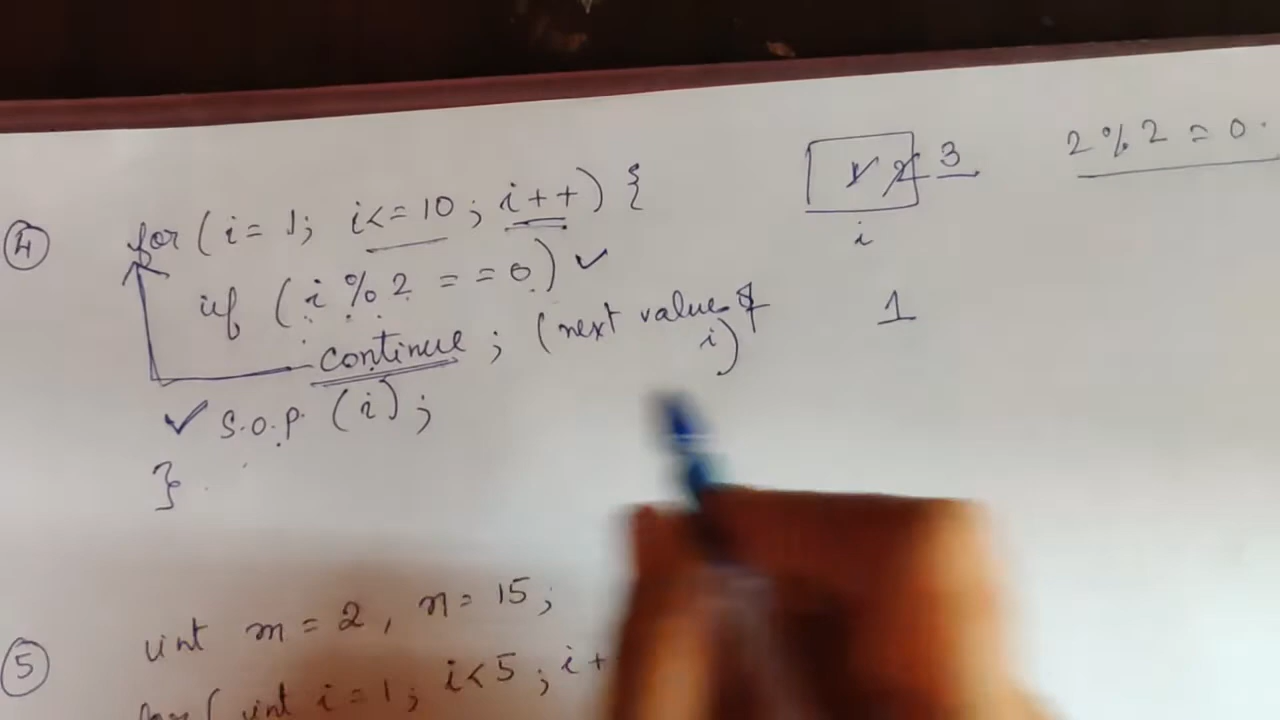 ④ for ( i = 1; i <= 10 ; i + + ) {
if ( i % 2 = = 0 ) ✓
continue ; ( next value of i )
✓ S.O.P. ( i ) ;
}
1 2 3
i
1
2 % 2 = 0 .
⑤ int m = 2 , n = 15 ;
for ( int i = 1 ; i < 5 ; i +